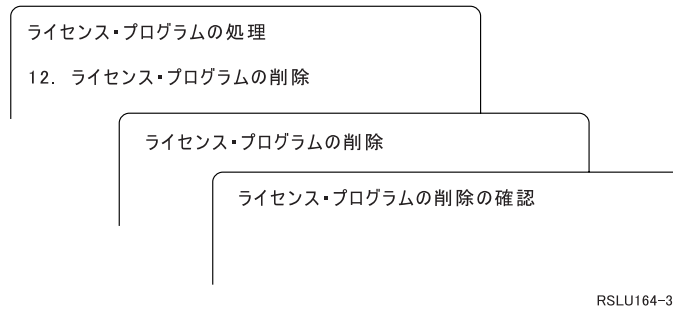 ライセンス・プログラムの処理
12. ライセンス・プログラムの削除
ライセンス・プログラムの削除
ライセンス・プログラムの削除の確認
RSLU164-3